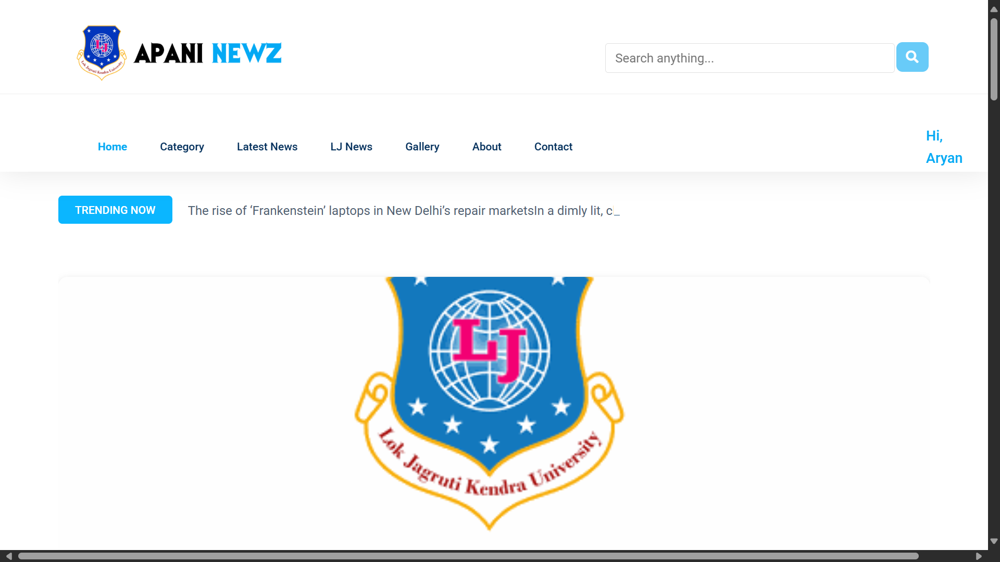 LJ
Lok Jagruti Kendra University
APANI NEWZ
Search anything...
Home Category Latest News LJ News Gallery About Contact
Hi,
Aryan
TRENDING NOW
The rise of ‘Frankenstein’ laptops in New Delhi’s repair marketsIn a dimly lit, c_
LJ
Lok Jagruti Kendra University